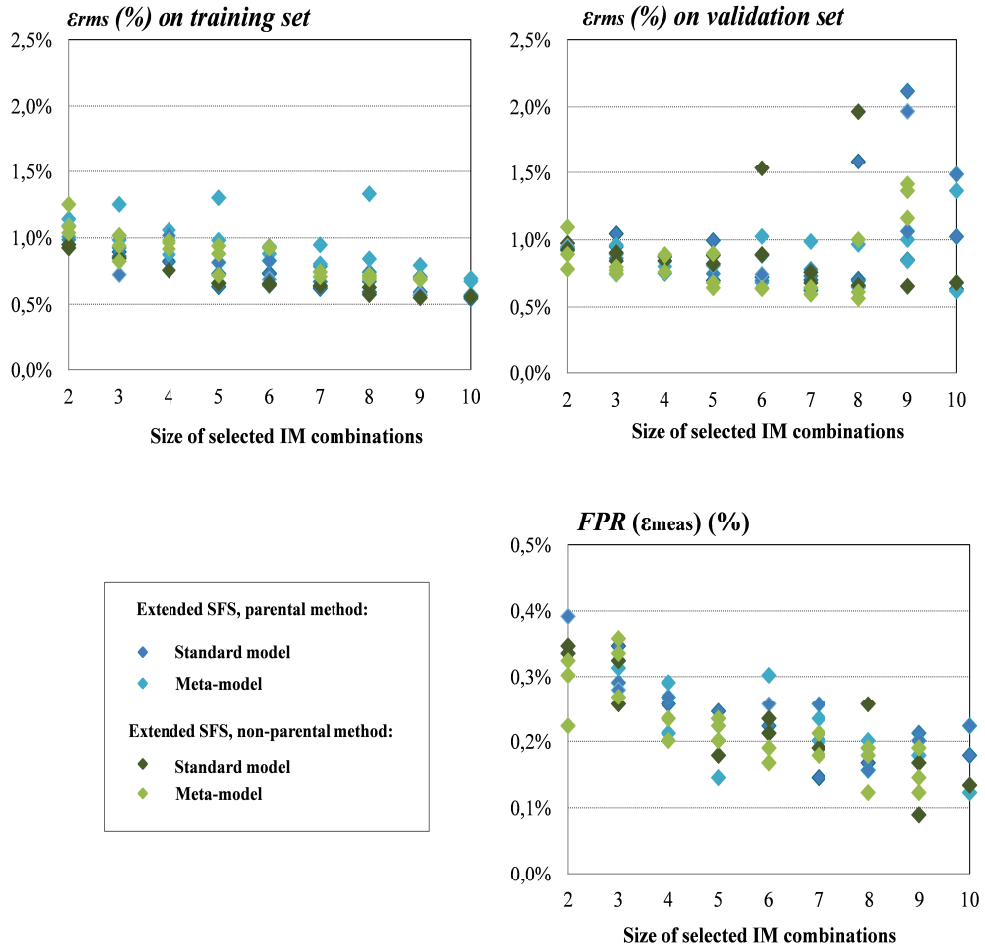 εrms (%) on training set
2,5%
2,0%
1,5%
1,0%
0,5%
0,0%
2 3 4 5 6 7 8 9 10
Size of selected IM combinations
εrms (%) on validation set
2,5%
2,0%
1,5%
1,0%
0,5%
0,0%
2 3 4 5 6 7 8 9 10
Size of selected IM combinations
Extended SFS, parental method:
Standard model
Meta-model
Extended SFS, non-parental method:
Standard model
Meta-model
FPR (εmeas) (%)
0,5%
0,4%
0,3%
0,2%
0,1%
0,0%
2 3 4 5 6 7 8 9 10
Size of selected IM combinations